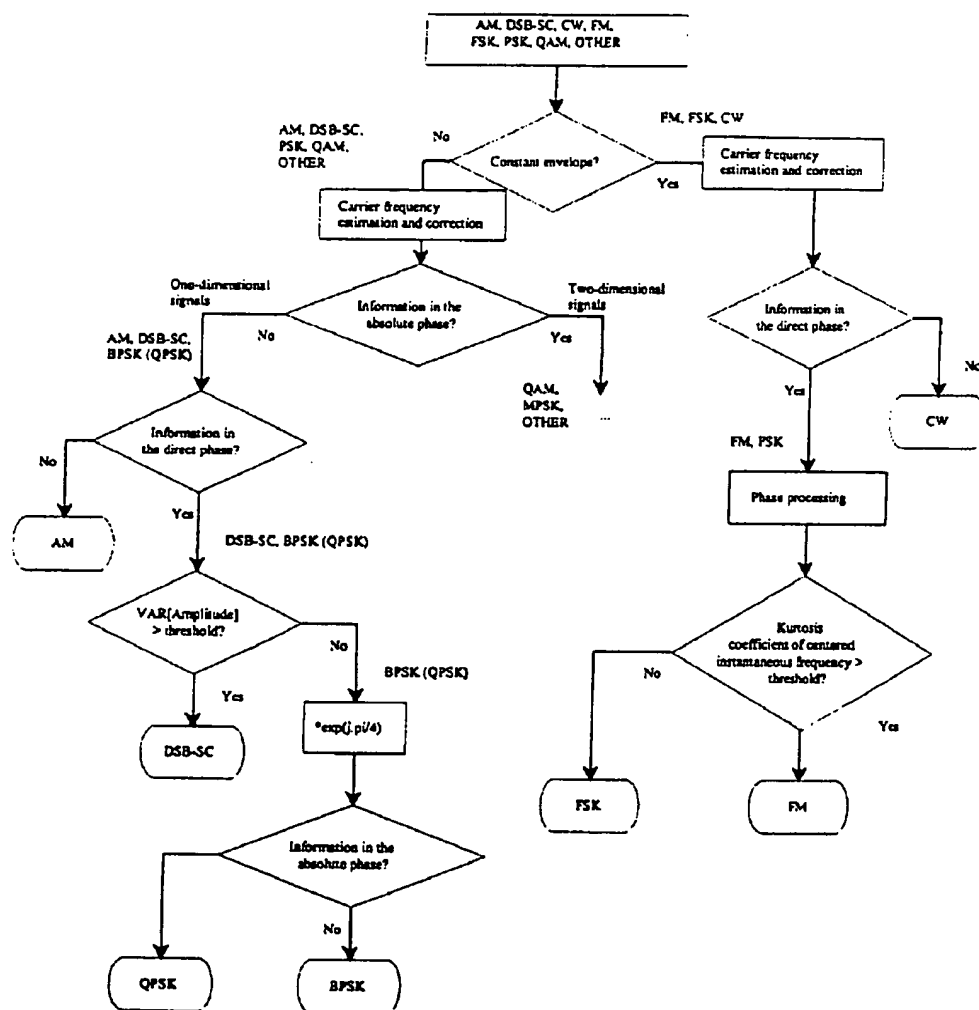 AM, DSB-SC, CW, FM,
FSK, PSK, QAM, OTHER
AM, DSB-SC,
PSK, QAM,
OTHER
No
Constant envelope?
FM, FSK, CW
Yes
Carrier frequency
estimation and correction
Carrier frequency
estimation and correction
One-dimensional
signals
No
Information in the
absolute phase?
Two-dimensional
signals
Yes
Information in
the direct phase?
No
Yes
AM, DSB-SC,
BPSK (QPSK)
QAM,
MPSK,
OTHER
...
CW
Information in
the direct phase?
No
Yes
AM
FM, PSK
Phase processing
DSB-SC, BPSK (QPSK)
VAR[Amplitude]
> threshold?
No
Yes
BPSK (QPSK)
DSB-SC
*exp(j.pi/4)
Kurtosis
coefficient of centered
instantaneous frequency >
threshold?
No
Yes
FSK
FM
Information in the
absolute phase?
No
QPSK
BPSK